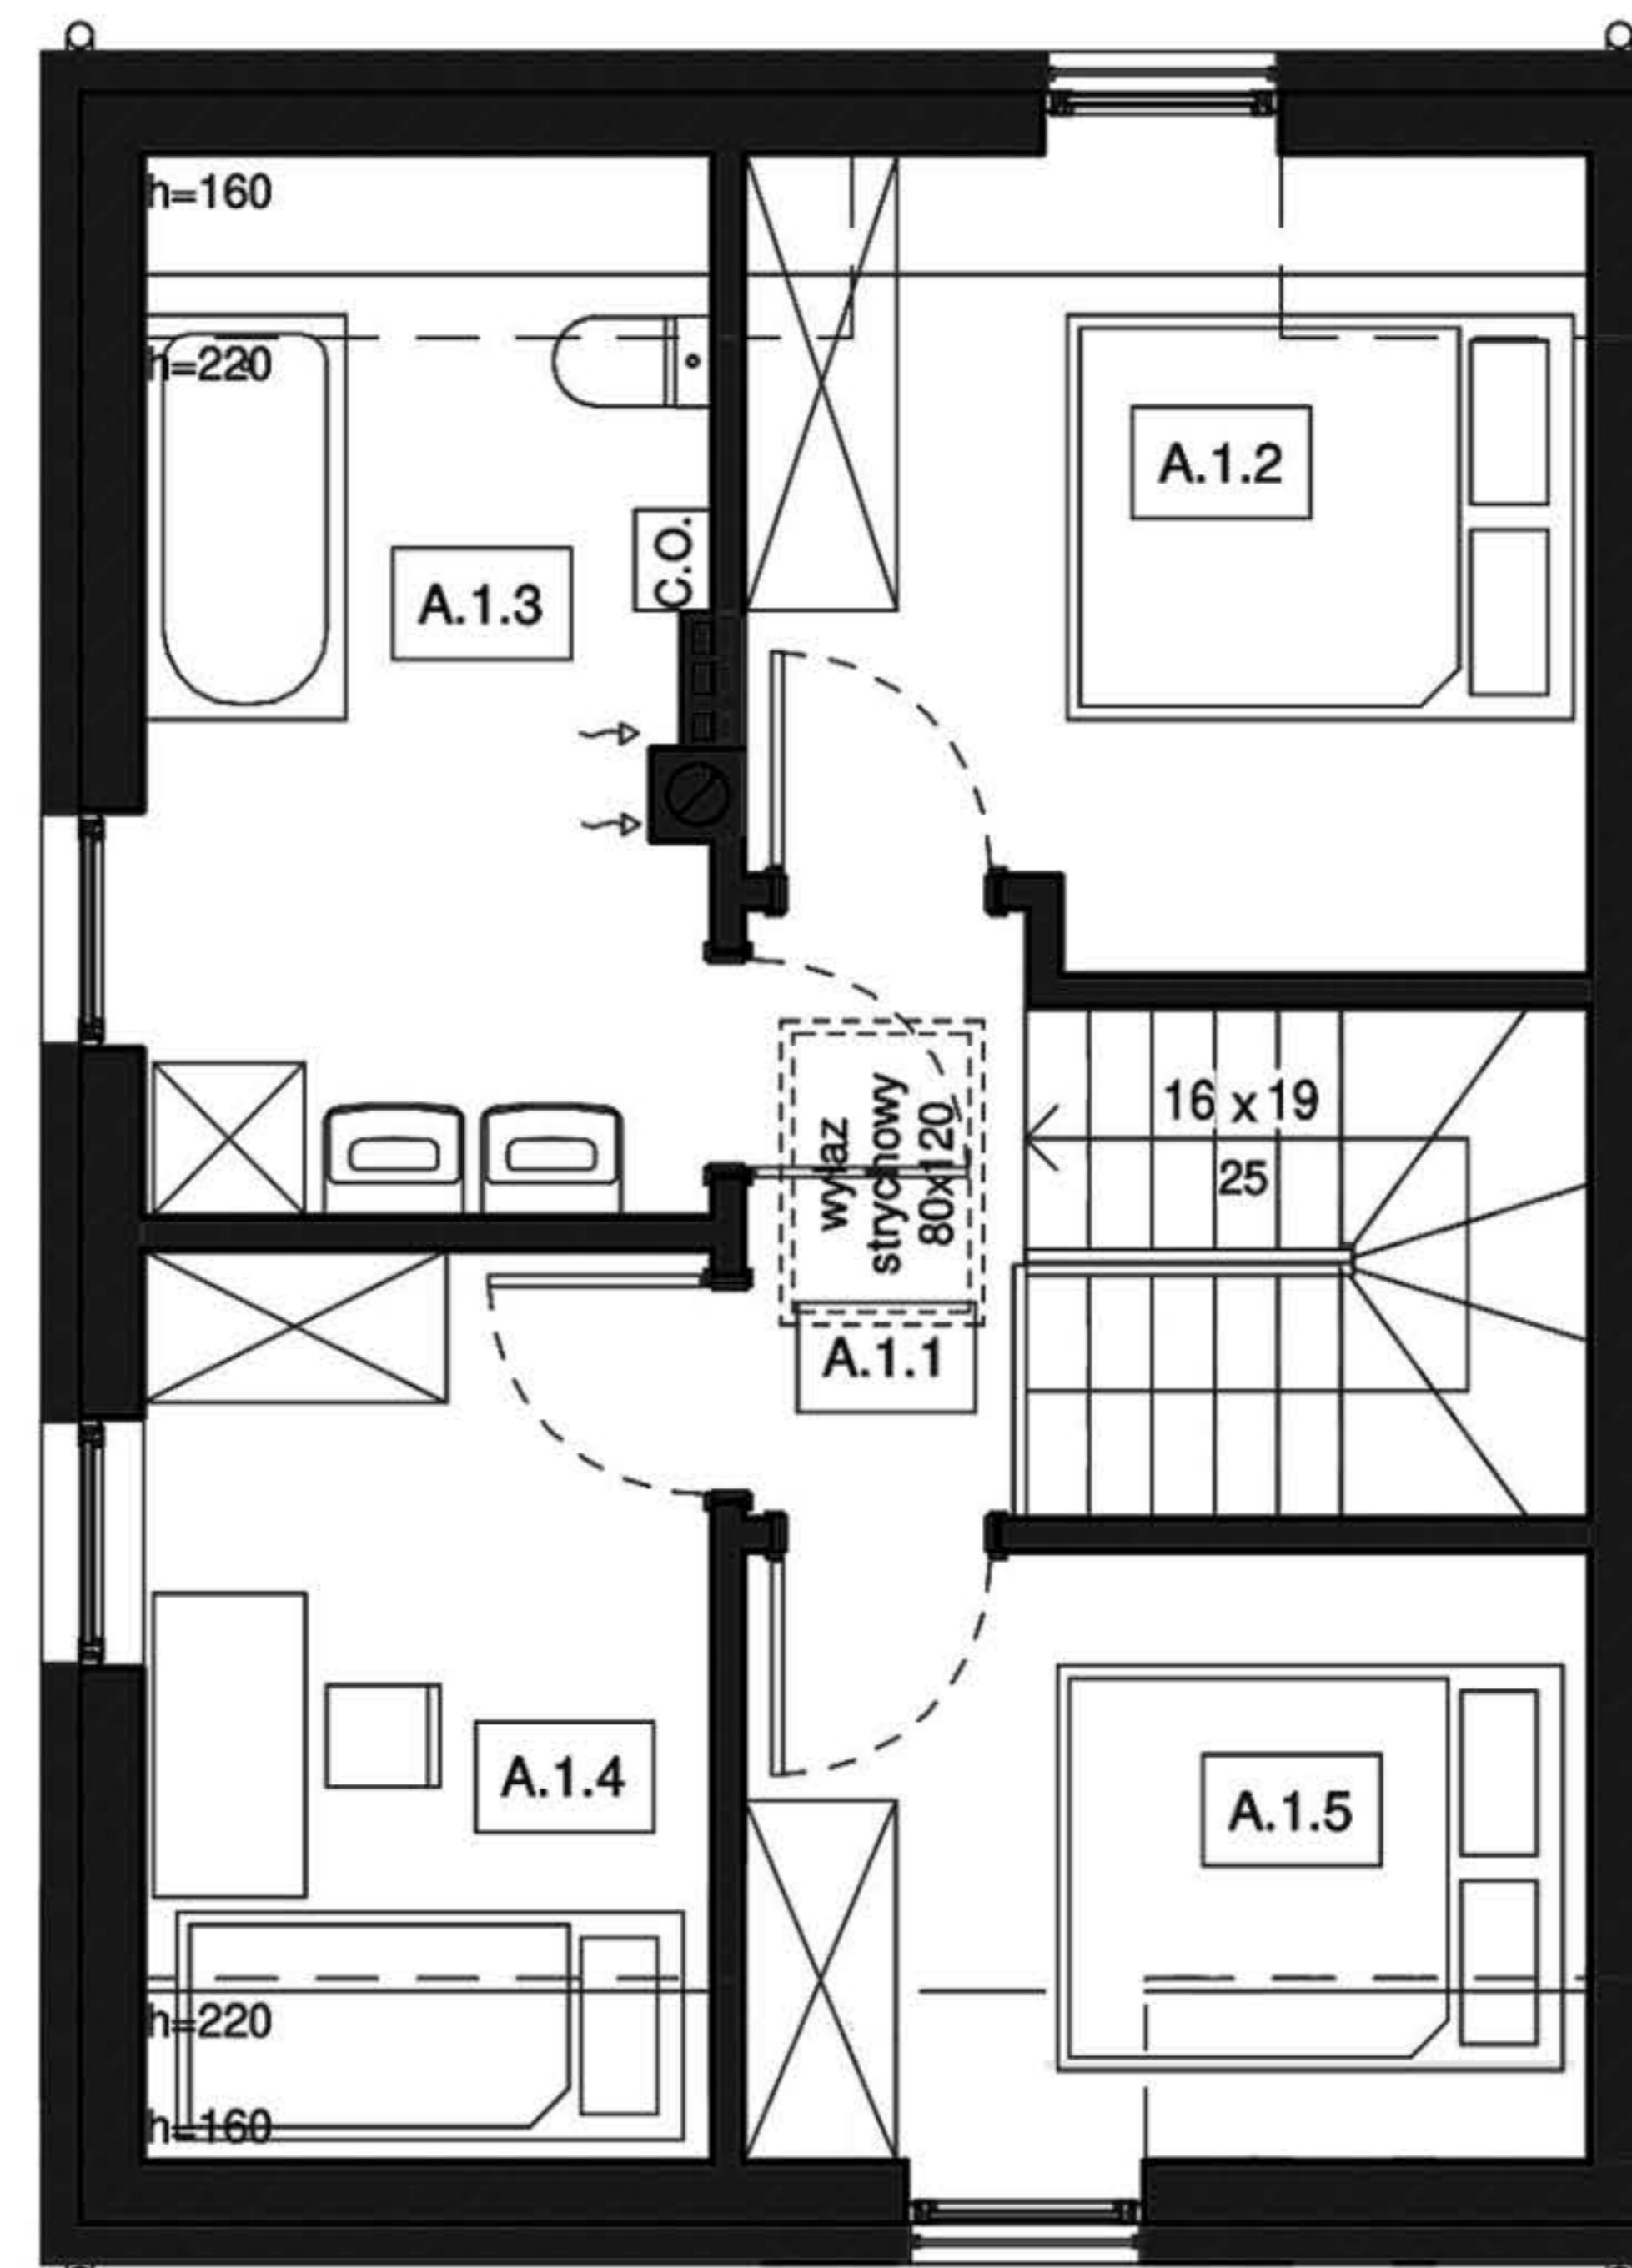 h=160
h=220
A.1.2
C.O.
A.1.3
16 x 19
25
wyłaz
strychowy
80x120
A.1.1
A.1.4
A.1.5
h=220
h=160